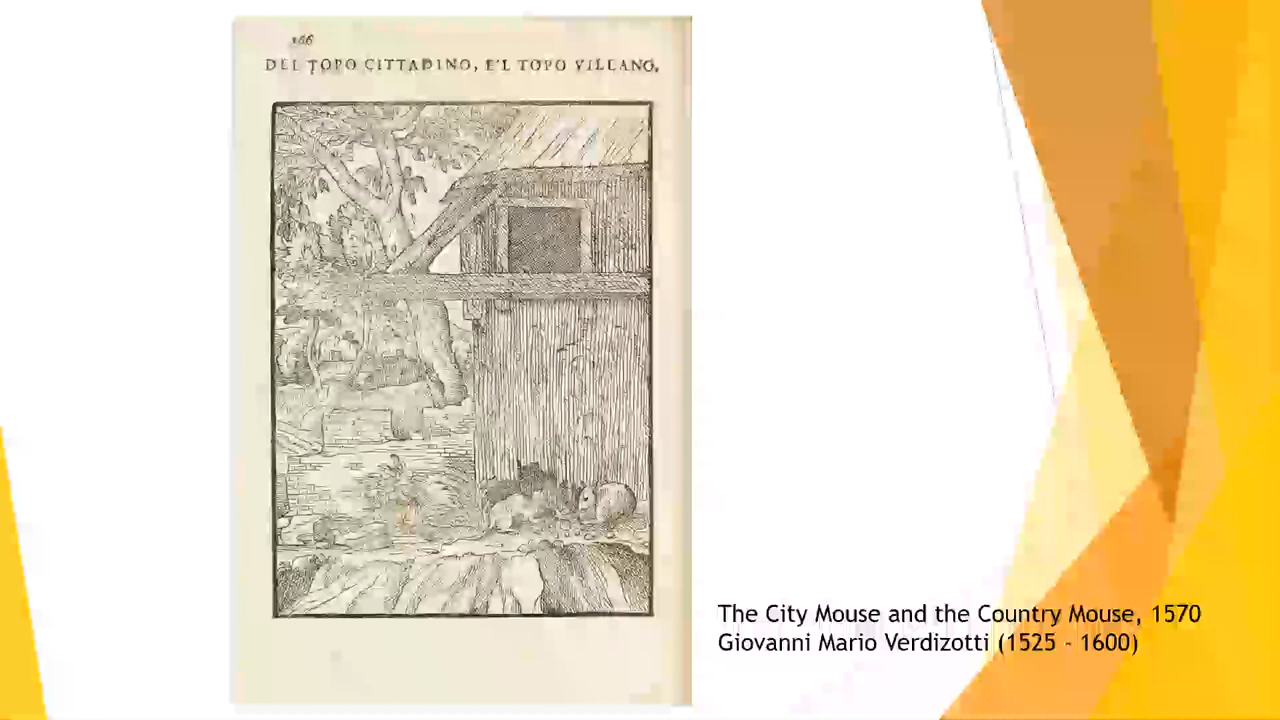 166
DEL TOPO CITTADINO, E'L TOPO VILLANO.
The City Mouse and the Country Mouse, 1570
Giovanni Mario Verdizotti (1525 - 1600)